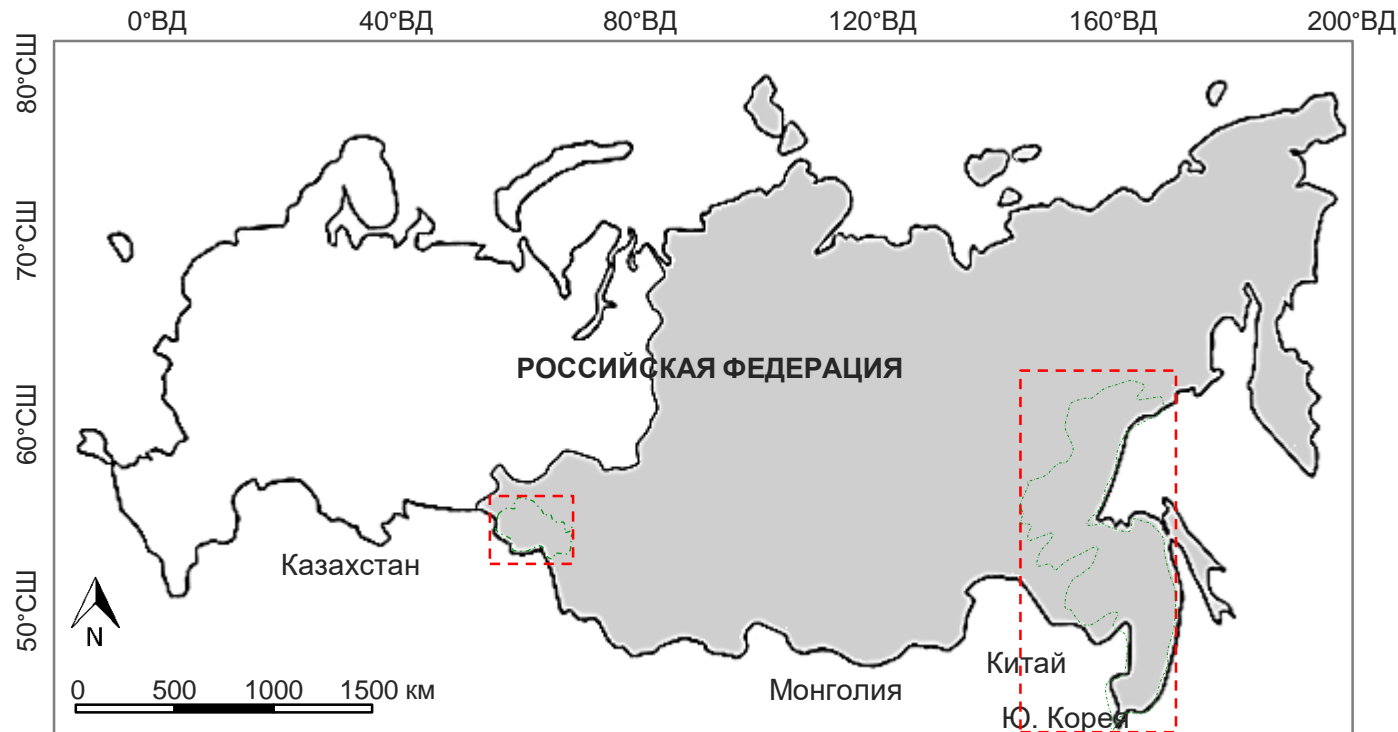 0°ВД 40°ВД 80°ВД 120°ВД 160°ВД 200°ВД
80°СШ
70°СШ
60°СШ
50°СШ
РОССИЙСКАЯ ФЕДЕРАЦИЯ
Казахстан
N
Китай
Монголия
0 500 1000 1500 км
Ю. Корея